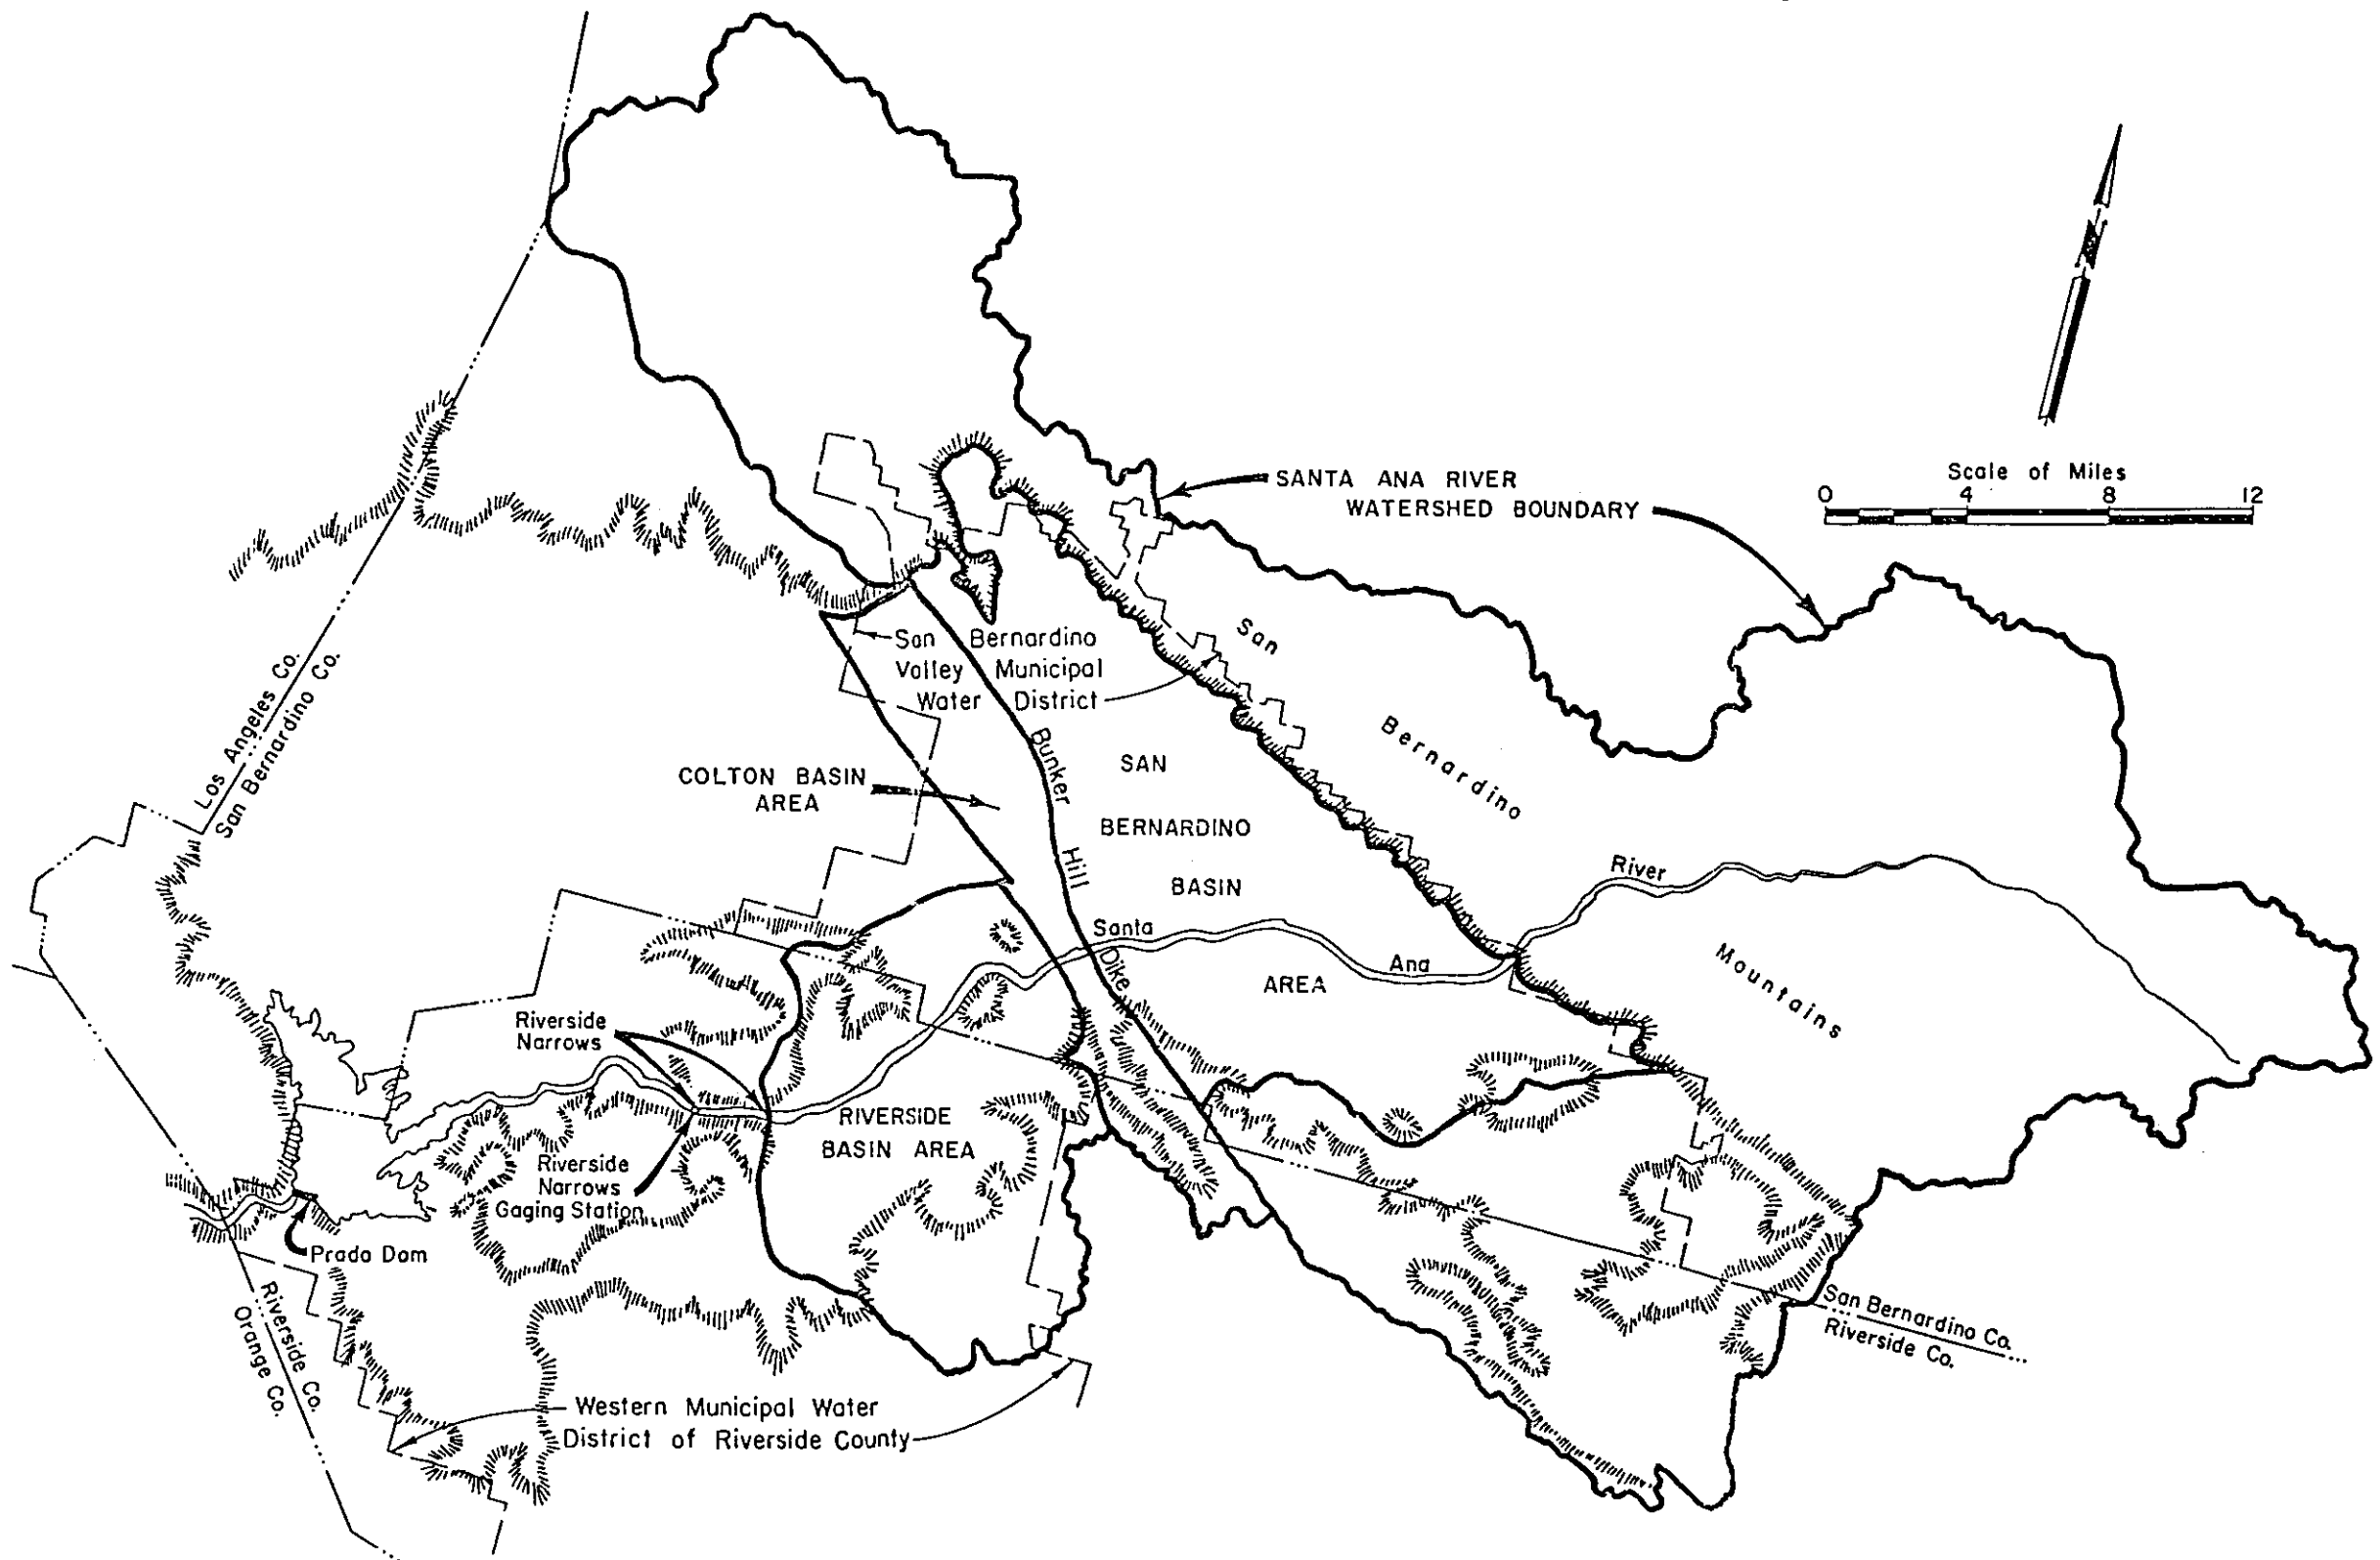 SANTA ANA RIVER
WATERSHED BOUNDARY
Scale of Miles
0 4 8 12
San Bernardino
Valley Municipal
Water District
San
Bernardino
Mountains
Los Angeles Co.
San Bernardino Co.
COLTON BASIN
AREA
Bunker
Hill
Dike
SAN
BERNARDINO
BASIN
AREA
Santa
Ana
River
Riverside
Narrows
RIVERSIDE
BASIN AREA
Riverside
Narrows
Gaging Station
Prado Dam
Riverside Co.
Orange Co.
San Bernardino Co.
Riverside Co.
Western Municipal Water
District of Riverside County